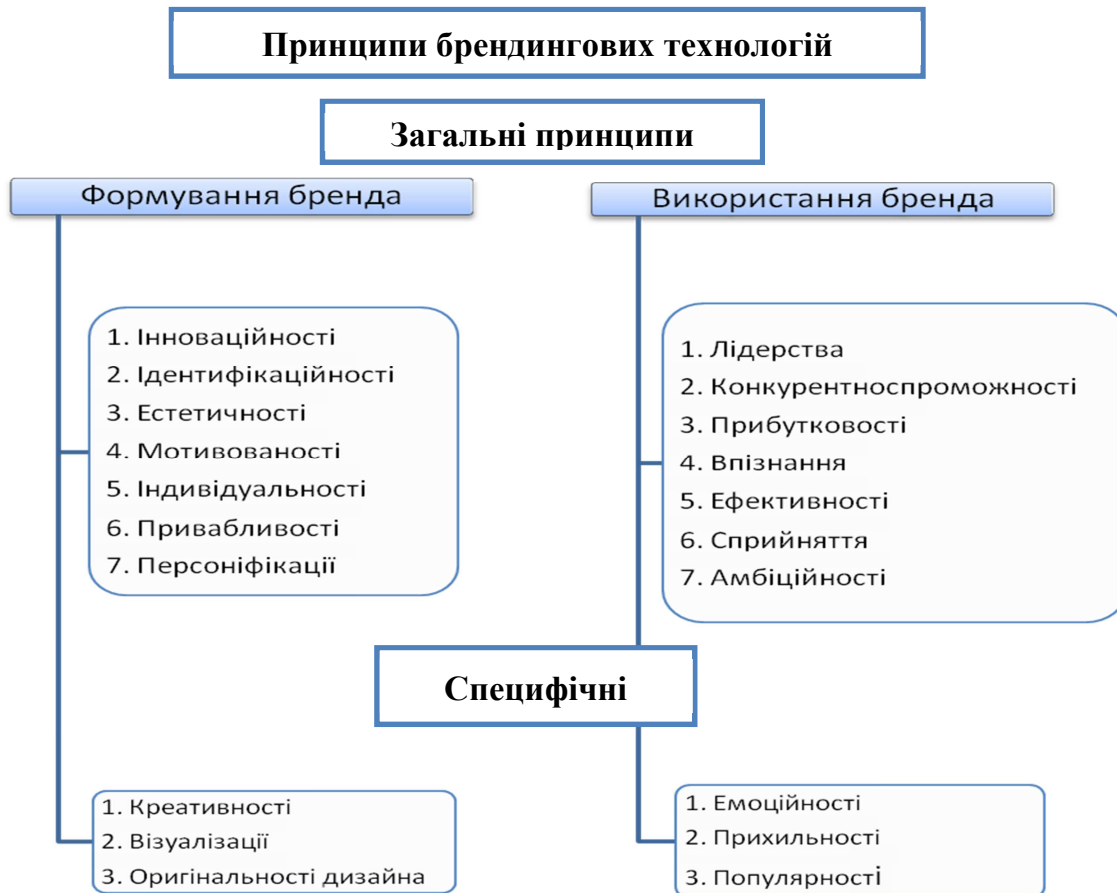 Принципи брендингових технологій
Загальні принципи
Формування бренда
1. Інноваційності
2. Ідентифікаційності
3. Естетичності
4. Мотивованості
5. Індивідуальності
6. Привабливості
7. Персоніфікації
Використання бренда
1. Лідерства
2. Конкурентноспроможності
3. Прибутковості
4. Впізнання
5. Ефективності
6. Сприйняття
7. Амбіційності
Специфічні
1. Креативності
2. Візуалізації
3. Оригінальності дизайна
1. Емоційності
2. Прихильності
3. Популярності